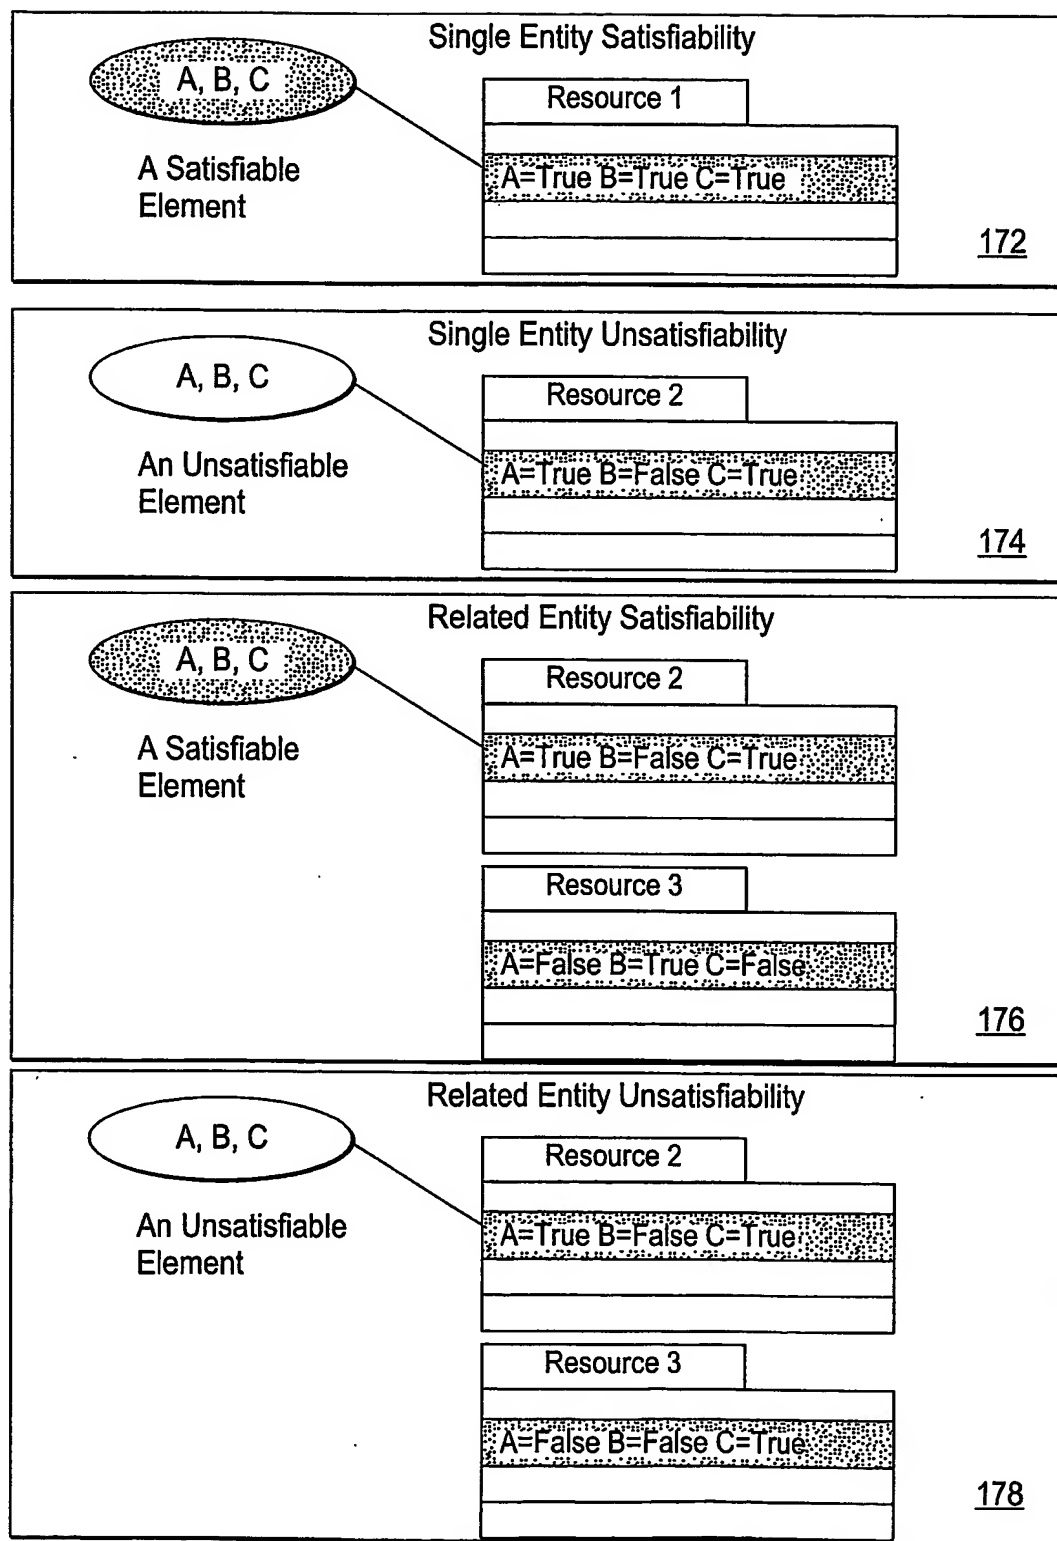 Single Entity Satisfiability
A, B, C
Resource 1
A Satisfiable
Element
A=True B=True C=True
172
Single Entity Unsatisfiability
A, B, C
Resource 2
An Unsatisfiable
Element
A=True B=False C=True
174
Related Entity Satisfiability
A, B, C
Resource 2
A Satisfiable
Element
A=True B=False C=True
Resource 3
A=False B=True C=False
176
Related Entity Unsatisfiability
A, B, C
Resource 2
An Unsatisfiable
Element
A=True B=False C=True
Resource 3
A=False B=False C=True
178